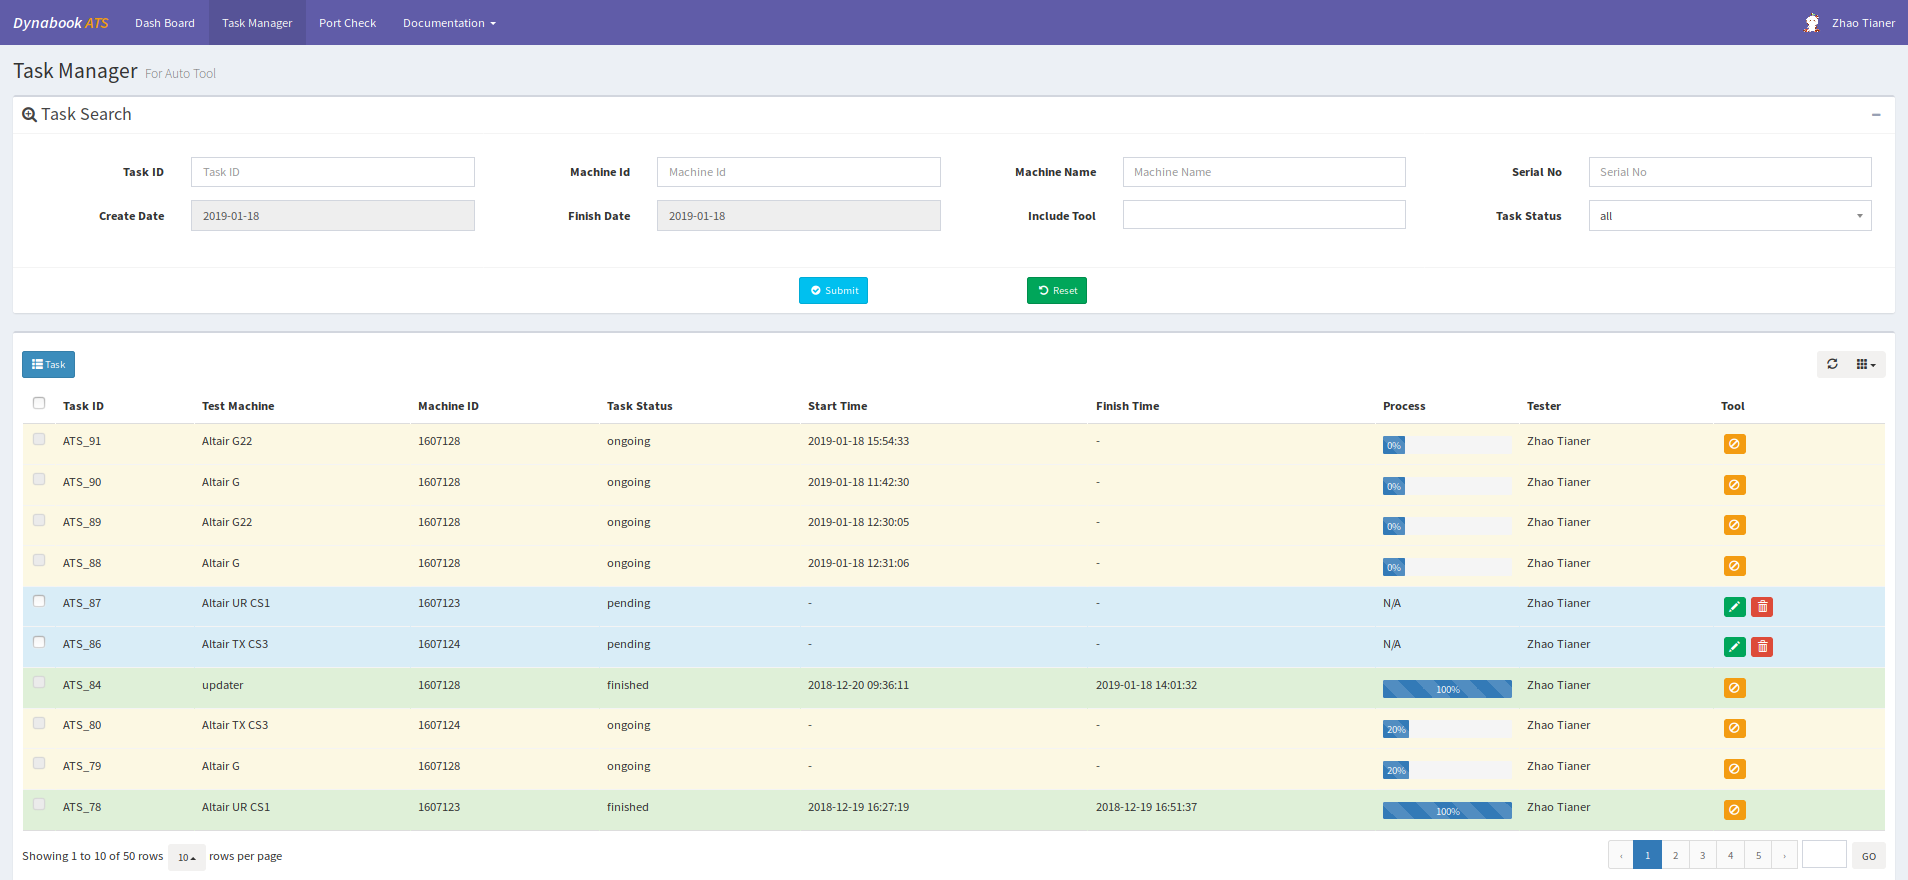 Dynabook ATS Dash Board Task Manager Port Check Documentation Zhao Tianer
Task Manager For Auto Tool
Task Search
Task ID Task ID Machine Id Machine Id Machine Name Machine Name Serial No Serial No
Create Date 2019-01-18 Finish Date 2019-01-18 Include Tool Task Status all
Submit Reset
Task
Task ID Test Machine Machine ID Task Status Start Time Finish Time Process Tester Tool
ATS_91 Altair G22 1607128 ongoing 2019-01-18 15:54:33 - 0% Zhao Tianer
ATS_90 Altair G 1607128 ongoing 2019-01-18 11:42:30 - 0% Zhao Tianer
ATS_89 Altair G22 1607128 ongoing 2019-01-18 12:30:05 - 0% Zhao Tianer
ATS_88 Altair G 1607128 ongoing 2019-01-18 12:31:06 - 0% Zhao Tianer
ATS_87 Altair UR CS1 1607123 pending - - N/A Zhao Tianer
ATS_86 Altair TX CS3 1607124 pending - - N/A Zhao Tianer
ATS_84 updater 1607128 finished 2018-12-20 09:36:11 2019-01-18 14:01:32 100% Zhao Tianer
ATS_80 Altair TX CS3 1607124 ongoing - - 20% Zhao Tianer
ATS_79 Altair G 1607128 ongoing - - 20% Zhao Tianer
ATS_78 Altair UR CS1 1607123 finished 2018-12-19 16:27:19 2018-12-19 16:51:37 100% Zhao Tianer
Showing 1 to 10 of 50 rows 10 rows per page ‹ 1 2 3 4 5 › GO